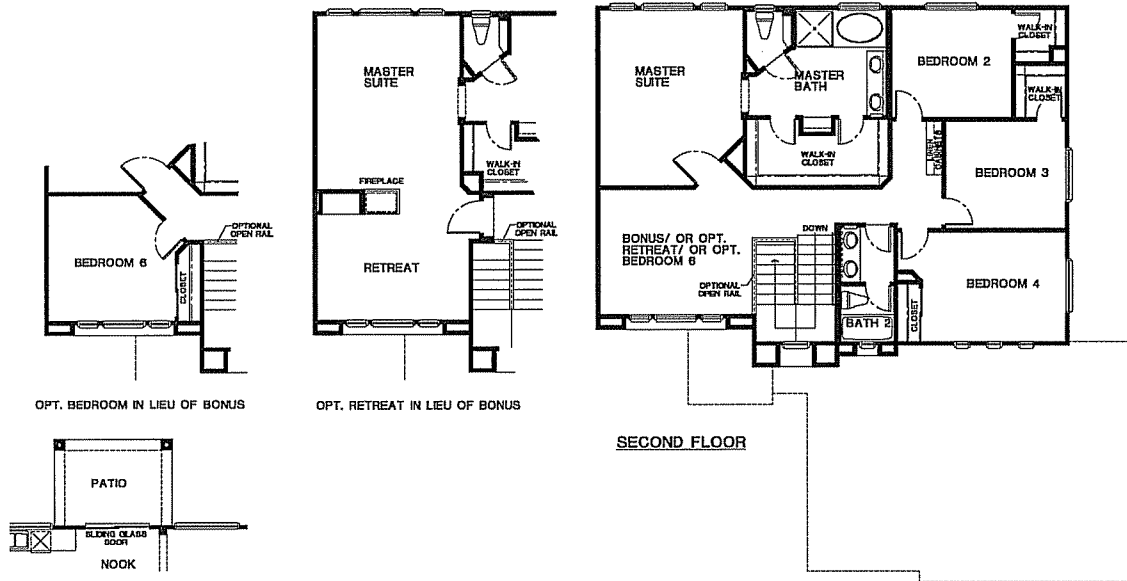 BEDROOM 6
CLOSET
OPTIONAL
OPEN RAIL
OPT. BEDROOM IN LIEU OF BONUS
MASTER
SUITE
WALK-IN
CLOSET
FIREPLACE
RETREAT
OPTIONAL
OPEN RAIL
OPT. RETREAT IN LIEU OF BONUS
MASTER
SUITE
MASTER
BATH
WALK-IN
CLOSET
BEDROOM 2
WALK-IN
CLOSET
WALK-IN
CLOSET
LINEN
CABINETS
BEDROOM 3
BONUS/ OR OPT.
RETREAT/ OR OPT.
BEDROOM 6
DOWN
OPTIONAL
OPEN RAIL
BATH 2
CLOSET
BEDROOM 4
SECOND FLOOR
PATIO
SLIDING GLASS
DOOR
NOOK